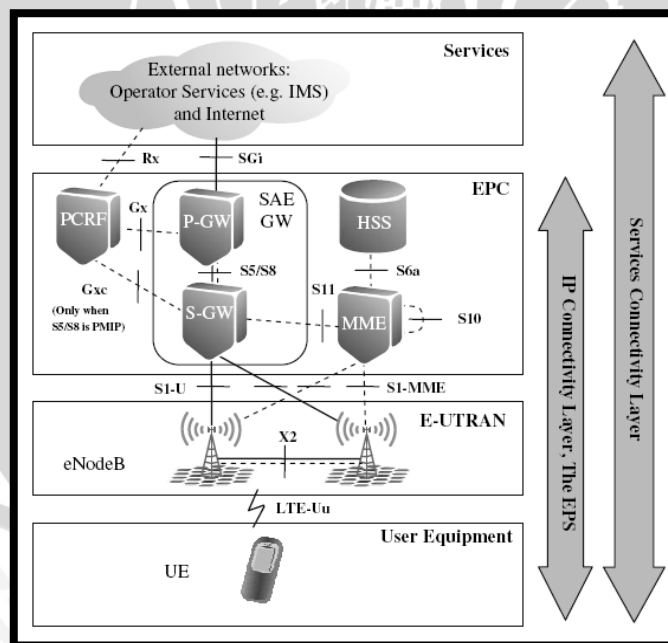 Services
External networks:
Operator Services (e.g. IMS)
and Internet
Rx
SGi
EPC
PCRF
Gx
P-GW
SAE
GW
HSS
Gxc
(Only when
S5/S8 is PMIP)
S5/S8
S-GW
S11
S6a
MME
S10
S1-U
S1-MME
E-UTRAN
X2
eNodeB
LTE-Uu
User Equipment
UE
IP Connectivity Layer, The EPS
Services Connectivity Layer